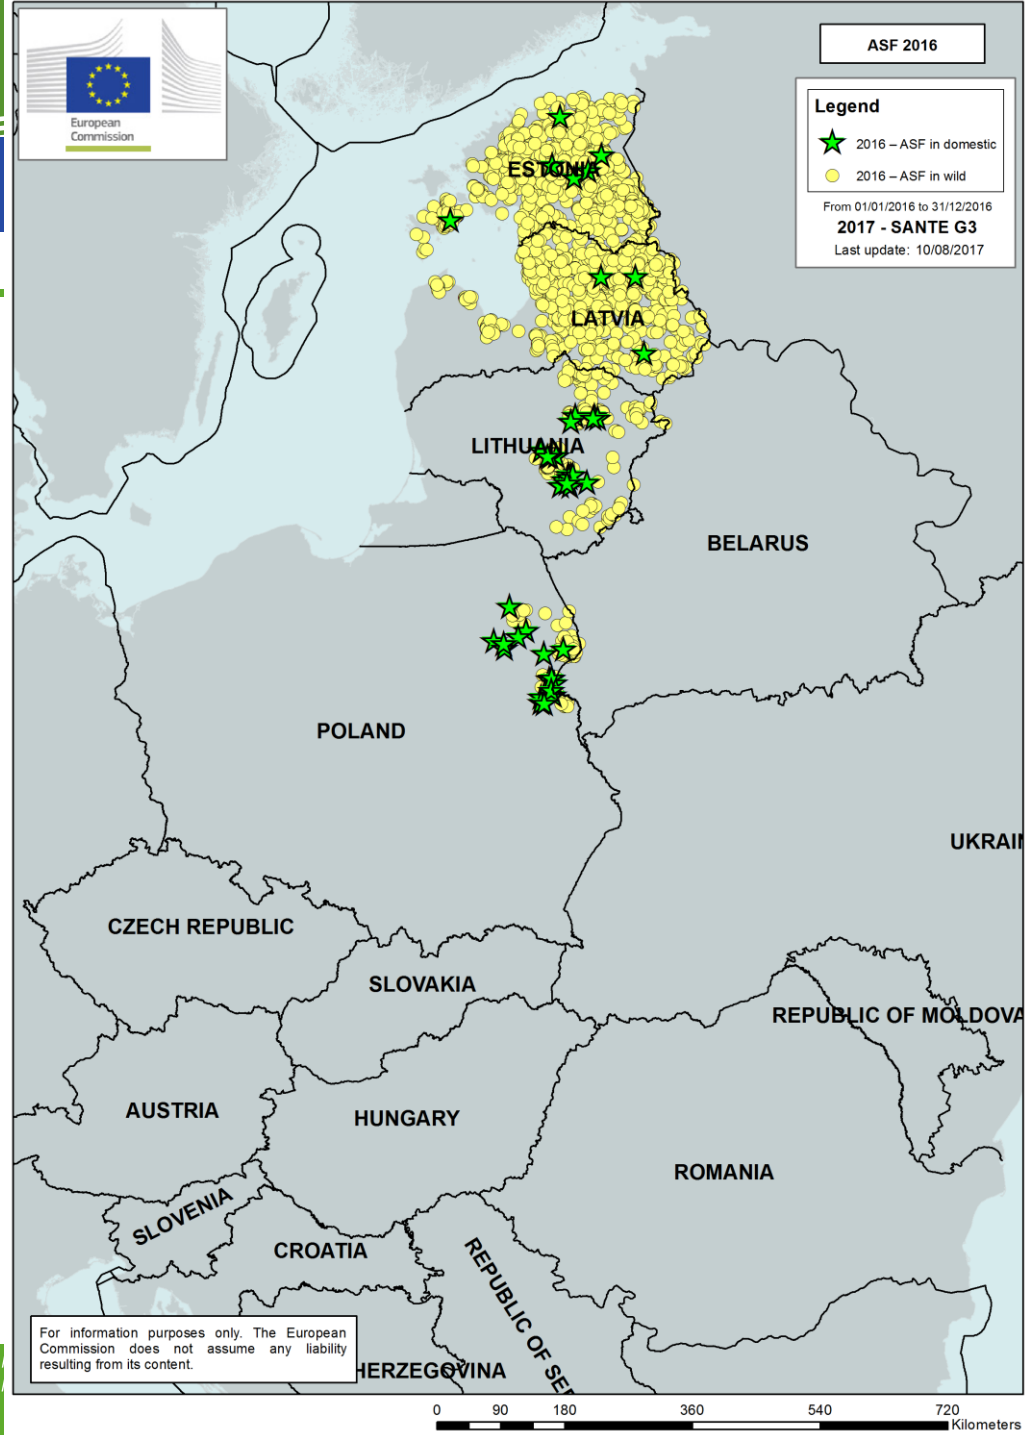 European
Commission
ASF 2016
Legend
2016 – ASF in domestic
2016 – ASF in wild
From 01/01/2016 to 31/12/2016
2017 - SANTE G3
Last update: 10/08/2017
ESTONIA
LATVIA
LITHUANIA
BELARUS
POLAND
UKRAIN
CZECH REPUBLIC
SLOVAKIA
REPUBLIC OF MOLDOVA
AUSTRIA
HUNGARY
ROMANIA
SLOVENIA
CROATIA
REPUBLIC OF SER
HERZEGOVINA
For information purposes only. The European
Commission does not assume any liability
resulting from its content.
0 90 180 360 540 720
Kilometers